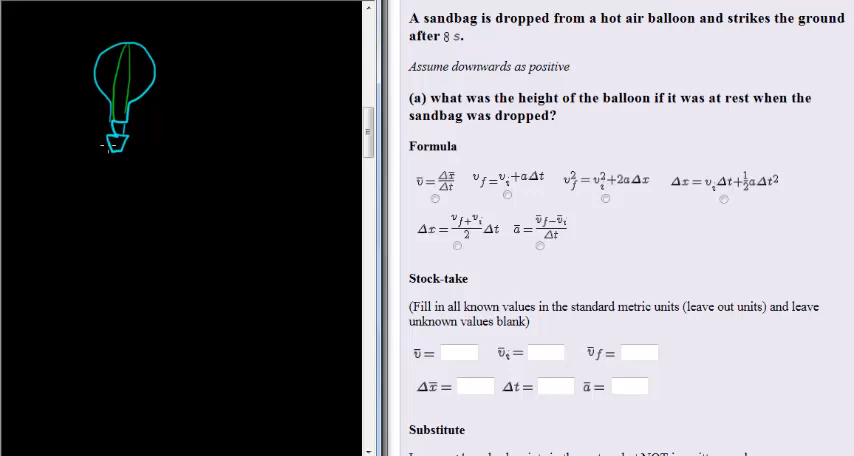 A sandbag is dropped from a hot air balloon and strikes the ground
after 8 s.
Assume downwards as positive
(a) what was the height of the balloon if it was at rest when the
sandbag was dropped?
Formula
v̄ = Δx̄/Δt   v_f = v_i + aΔt   v_f² = v_i² + 2aΔx   Δx = v_iΔt + ½aΔt²
Δx = (v_f + v_i)/2 Δt   ā = (v̄_f − v̄_i)/Δt
Stock-take
(Fill in all known values in the standard metric units (leave out units) and leave
unknown values blank)
v̄ =   v̄_i =   v̄_f =
Δx̄ =   Δt =   ā =
Substitute